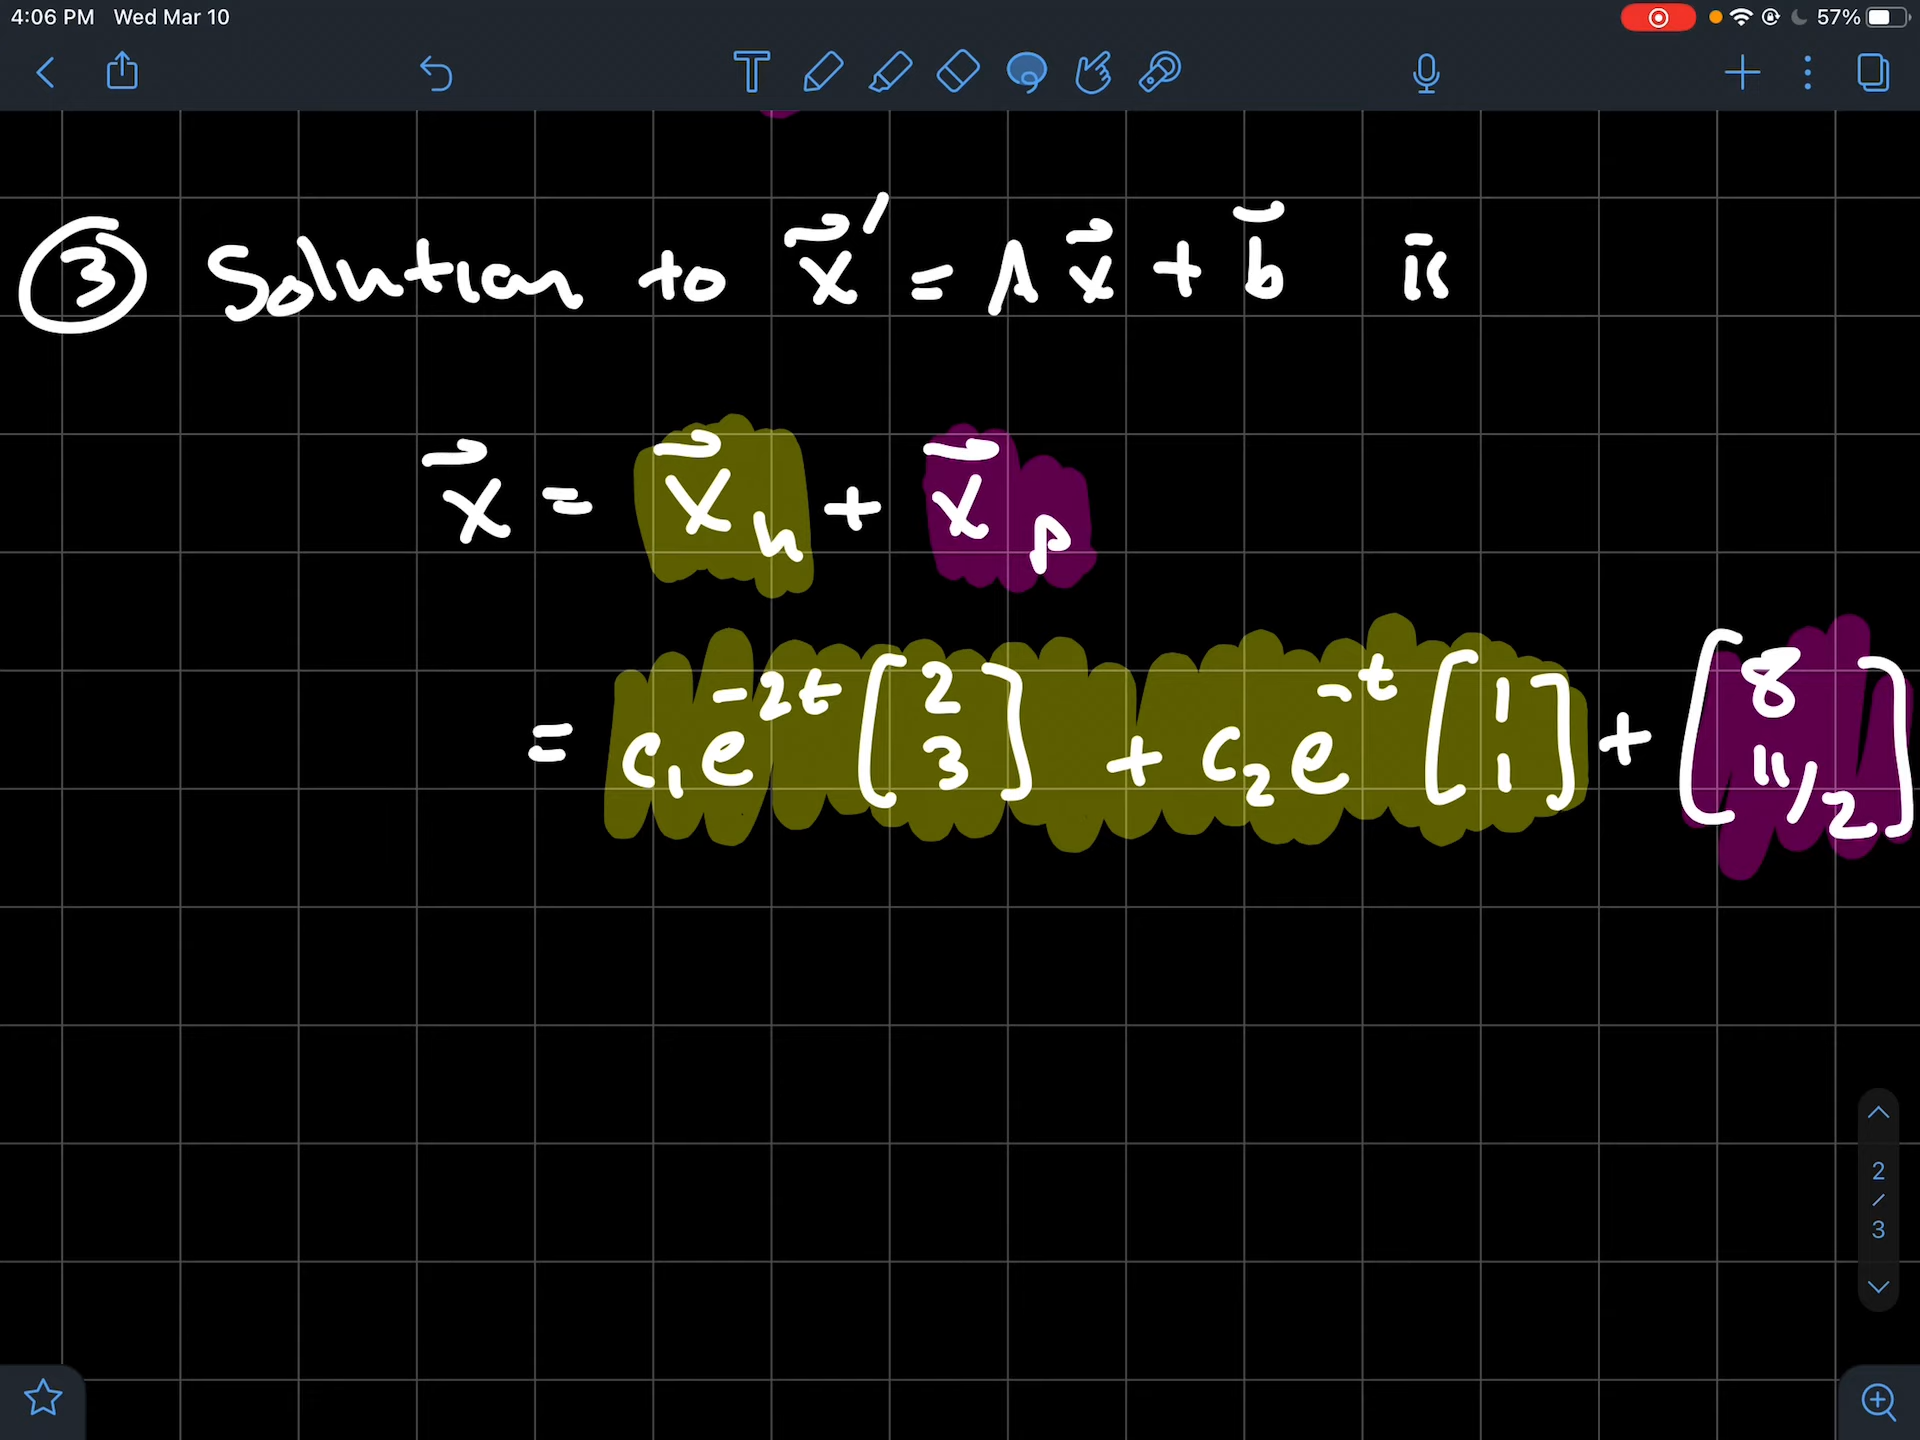 4:06 PM Wed Mar 10 57%
③ Solution to x⃗′ = A x⃗ + b⃗ is
x⃗ = x⃗ₕ + x⃗ₚ
= c₁e^{-2t} [2 3] + c₂e^{-t} [1 1] + [8 11/2]
2
/
3